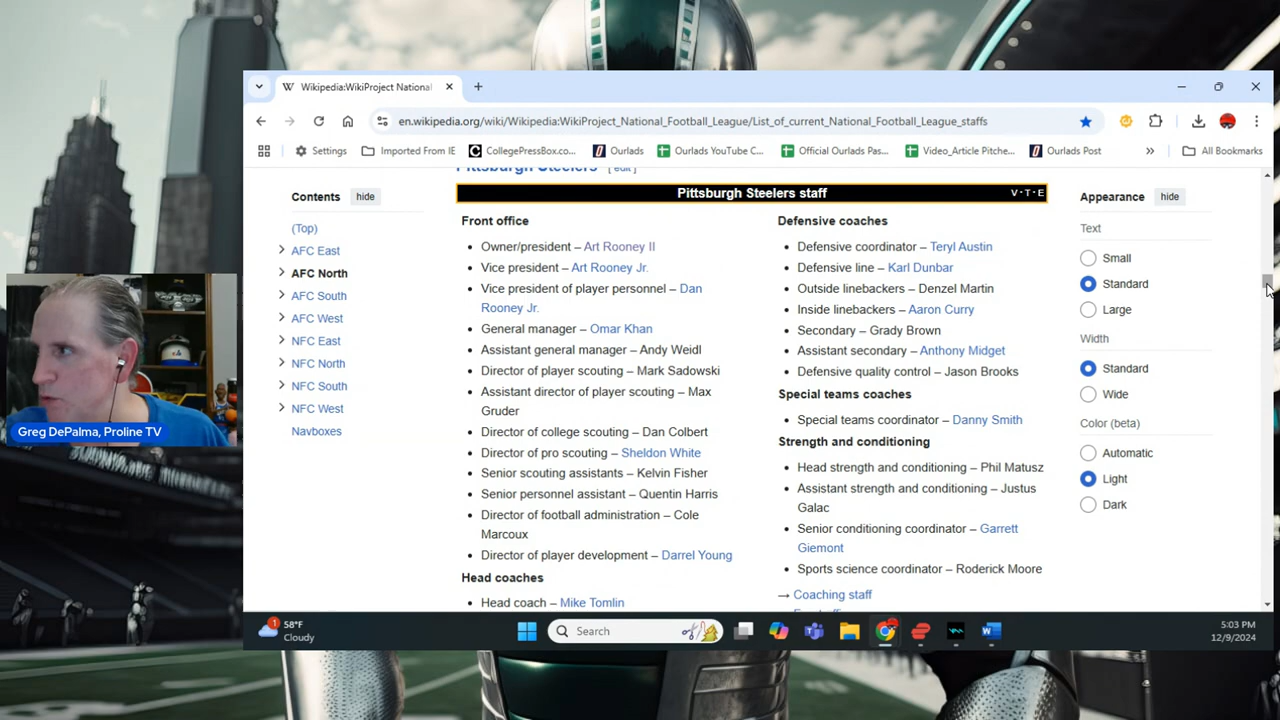 Wikipedia:WikiProject National
en.wikipedia.org/wiki/Wikipedia:WikiProject_National_Football_League/List_of_current_National_Football_League_staffs
Settings
Imported From IE
CollegePressBox.co...
Ourlads
Ourlads YouTube C...
Official Ourlads Pas...
Video_Article Pitche...
Ourlads Post
»
All Bookmarks
Contents
hide
(Top)
AFC East
AFC North
AFC South
AFC West
NFC East
NFC North
NFC South
NFC West
Navboxes
Pittsburgh Steelers [ edit ]
Pittsburgh Steelers staff
V · T · E
Front office
• Owner/president – Art Rooney II
• Vice president – Art Rooney Jr.
• Vice president of player personnel – Dan
Rooney Jr.
• General manager – Omar Khan
• Assistant general manager – Andy Weidl
• Director of player scouting – Mark Sadowski
• Assistant director of player scouting – Max
Gruder
• Director of college scouting – Dan Colbert
• Director of pro scouting – Sheldon White
• Senior scouting assistants – Kelvin Fisher
• Senior personnel assistant – Quentin Harris
• Director of football administration – Cole
Marcoux
• Director of player development – Darrel Young
Head coaches
• Head coach – Mike Tomlin
Defensive coaches
• Defensive coordinator – Teryl Austin
• Defensive line – Karl Dunbar
• Outside linebackers – Denzel Martin
• Inside linebackers – Aaron Curry
• Secondary – Grady Brown
• Assistant secondary – Anthony Midget
• Defensive quality control – Jason Brooks
Special teams coaches
• Special teams coordinator – Danny Smith
Strength and conditioning
• Head strength and conditioning – Phil Matusz
• Assistant strength and conditioning – Justus
Galac
• Senior conditioning coordinator – Garrett
Giemont
• Sports science coordinator – Roderick Moore
→ Coaching staff
Appearance
hide
Text
Small
Standard
Large
Width
Standard
Wide
Color (beta)
Automatic
Light
Dark
Greg DePalma, Proline TV
1
58°F
Cloudy
Search
5:03 PM
12/9/2024